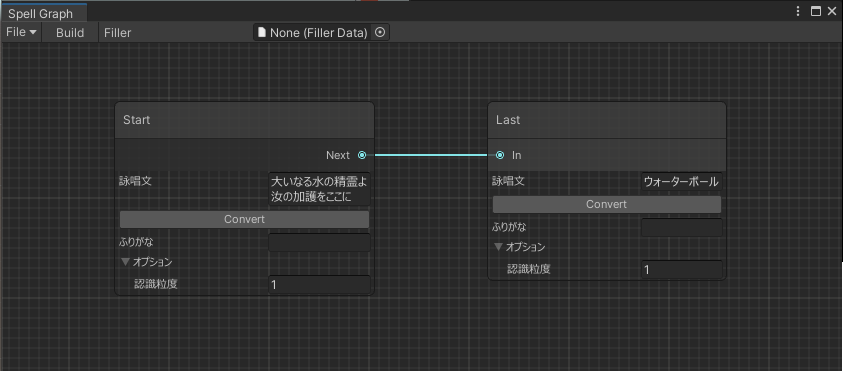 Spell Graph
File Build Filler None (Filler Data)
Start
Next
詠唱文 大いなる水の精霊よ
汝の加護をここに
Convert
ふりがな
オプション
認識粒度 1
Last
In
詠唱文 ウォーターボール
Convert
ふりがな
オプション
認識粒度 1